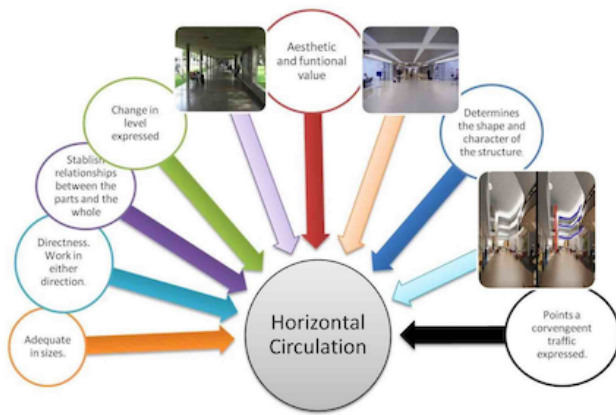 Aesthetic
and funtional
value
Change in
level expressed
Determines
the shape and
character of
the structure.
Stablish
relationships
between the
parts and the
whole
Directness.
Work in
either
direction.
Adequate
in sizes.
Horizontal
Circulation
Points a
corvengeent
traffic
expressed.